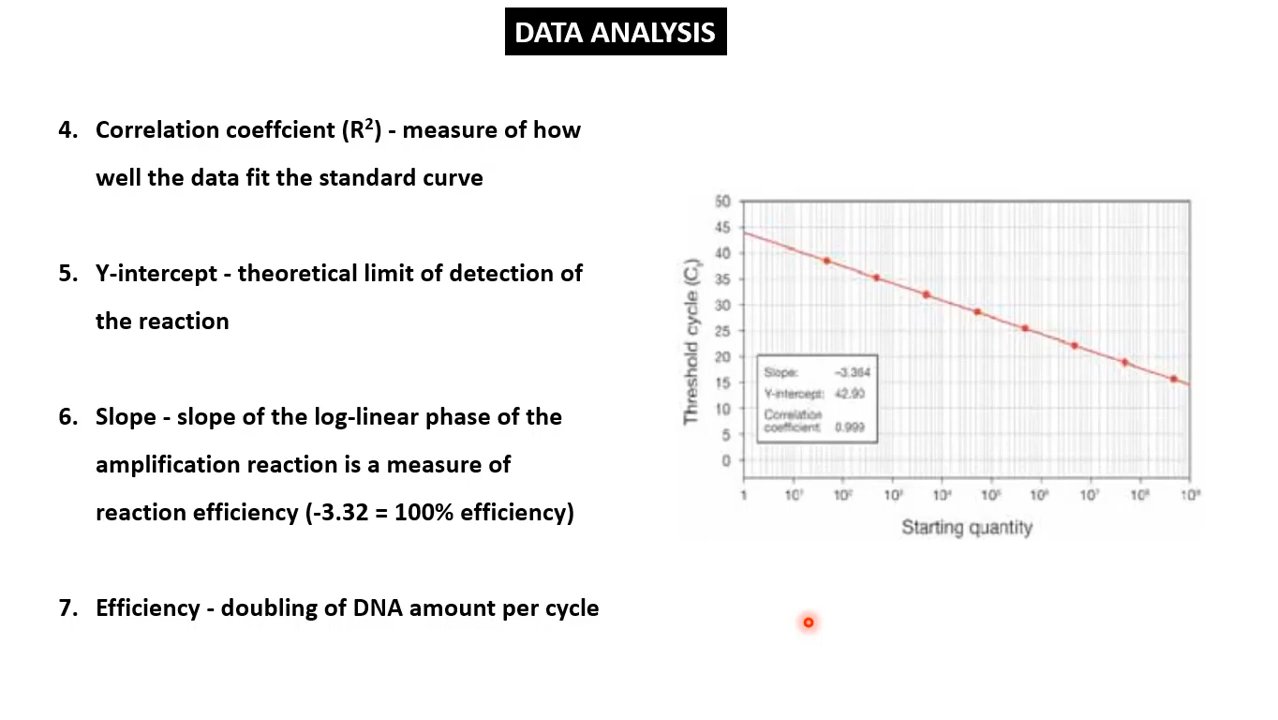 DATA ANALYSIS
4. Correlation coeffcient (R²) - measure of how
well the data fit the standard curve
5. Y-intercept - theoretical limit of detection of
the reaction
6. Slope - slope of the log-linear phase of the
amplification reaction is a measure of
reaction efficiency (-3.32 = 100% efficiency)
7. Efficiency - doubling of DNA amount per cycle
Threshold cycle (Cₜ)
50
45
40
35
30
25
20
15
10
5
0
Slope: -3.364
Y-intercept: 42.90
Correlation
coefficient: 0.999
1 10¹ 10² 10³ 10⁴ 10⁵ 10⁶ 10⁷ 10⁸ 10⁹
Starting quantity